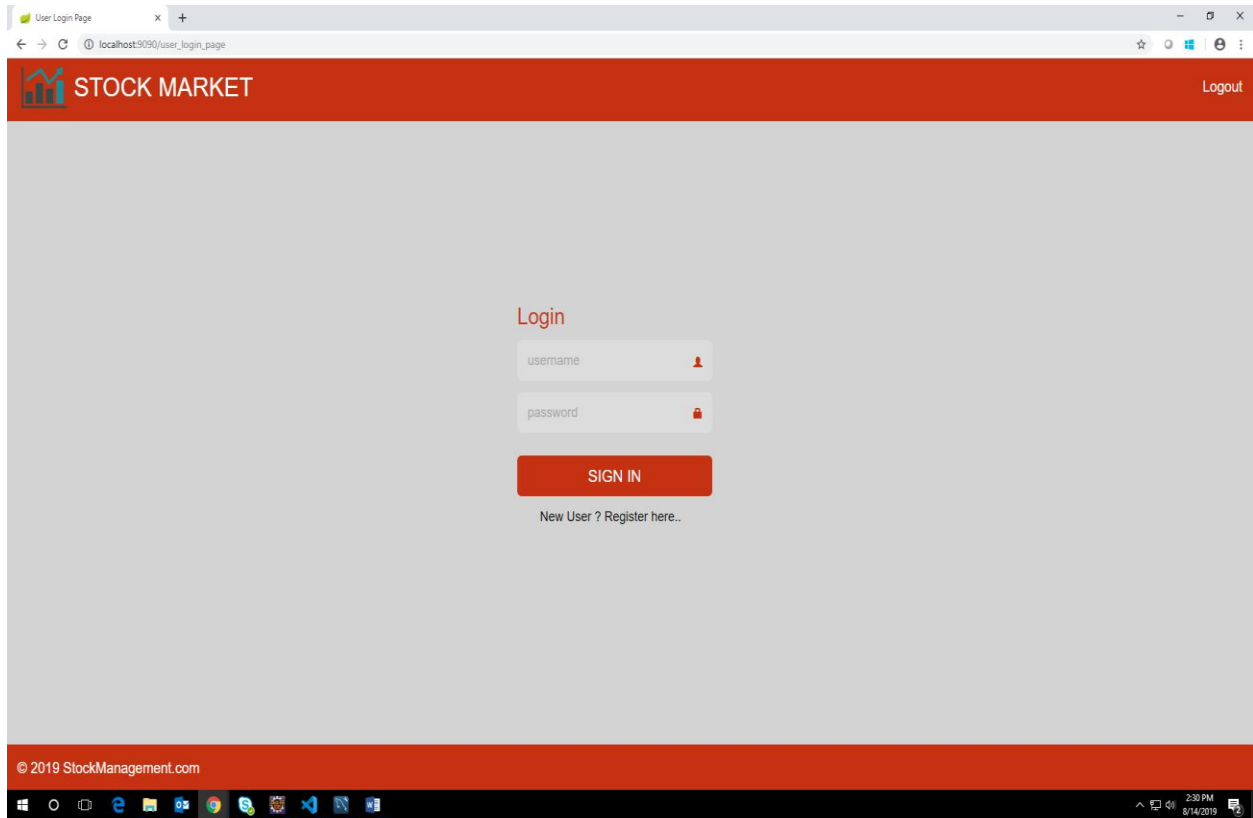 User Login Page
localhost:9090/user_login_page
STOCK MARKET
Logout
Login
username
password
SIGN IN
New User ? Register here..
© 2019 StockManagement.com
2:30 PM
8/14/2019
2